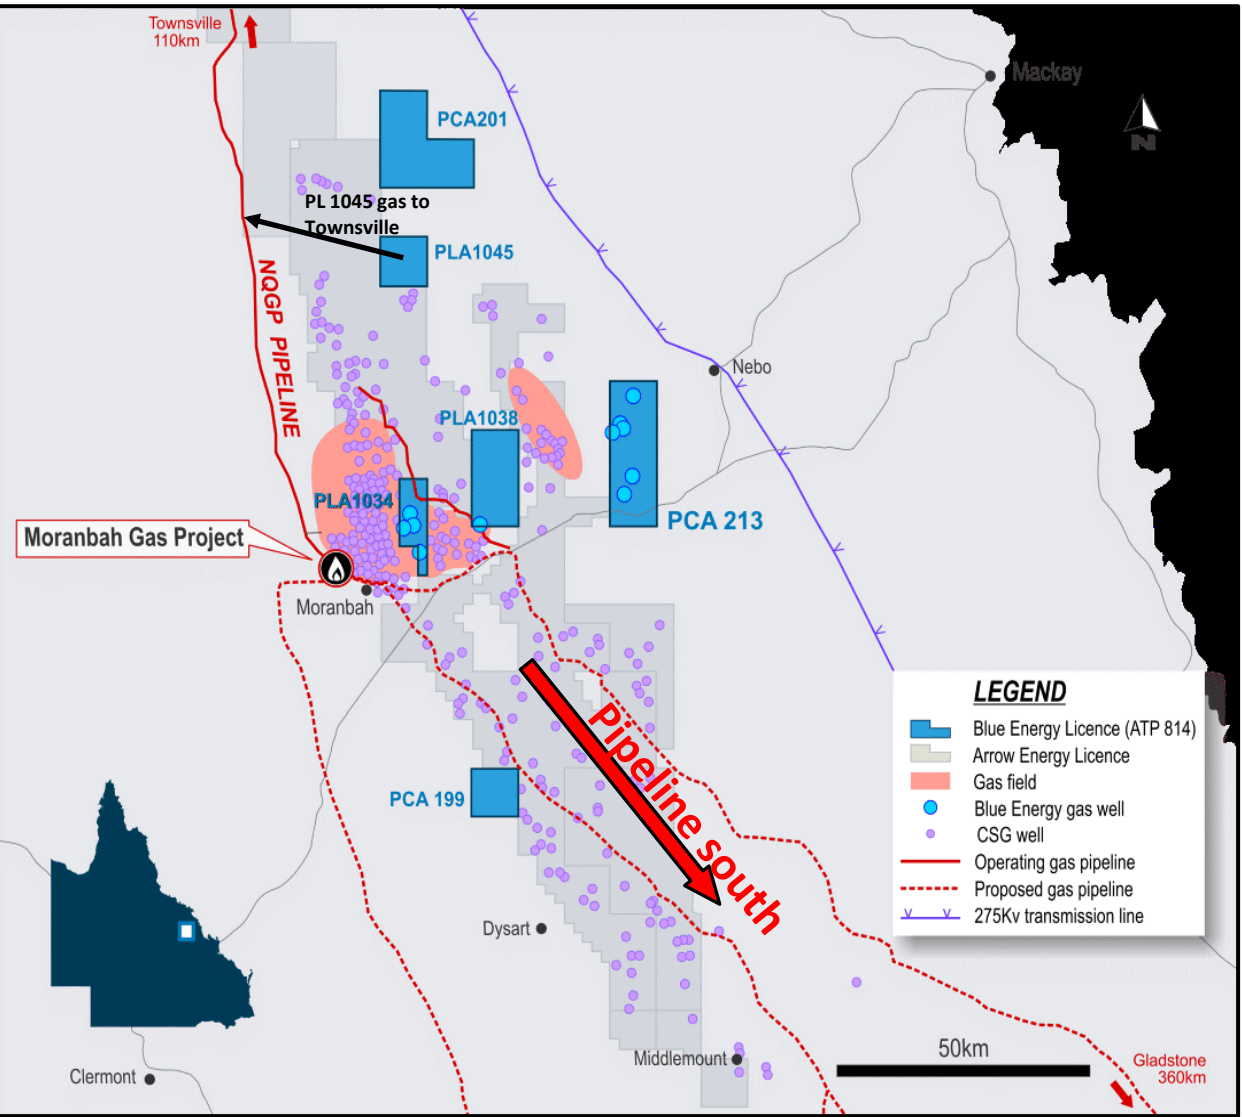 Townsville
110km
Mackay
N
PCA201
PL 1045 gas to
Townsville
PLA1045
NQGP PIPELINE
Nebo
PLA1038
PLA1034
PCA 213
Moranbah Gas Project
Moranbah
Pipeline south
PCA 199
Dysart
Middlemount
Clermont
LEGEND
Blue Energy Licence (ATP 814)
Arrow Energy Licence
Gas field
Blue Energy gas well
CSG well
Operating gas pipeline
Proposed gas pipeline
275Kv transmission line
50km
Gladstone
360km